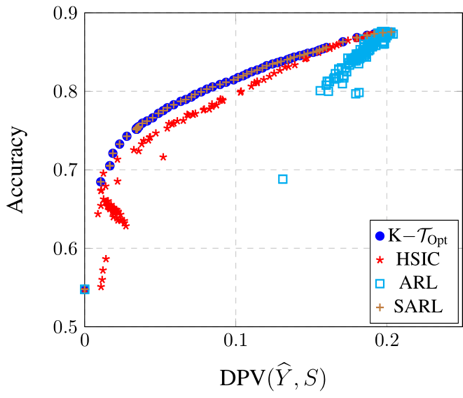 Accuracy
0.9
0.8
0.7
0.6
0.5
0
0.1
0.2
DPV(Ŷ, S)
K−𝒯Opt
HSIC
ARL
SARL